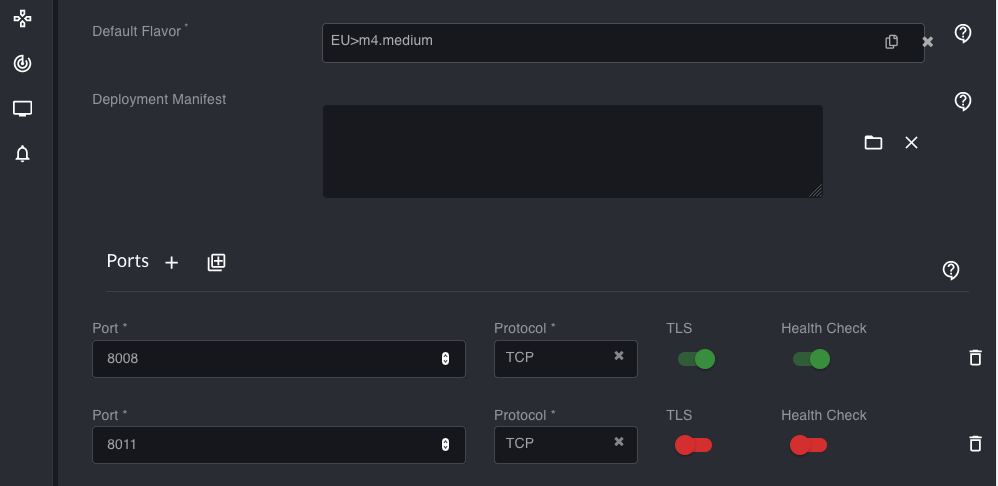 Default Flavor *
EU>m4.medium
Deployment Manifest
Ports
Port * Protocol * TLS Health Check
8008 TCP
Port * Protocol * TLS Health Check
8011 TCP